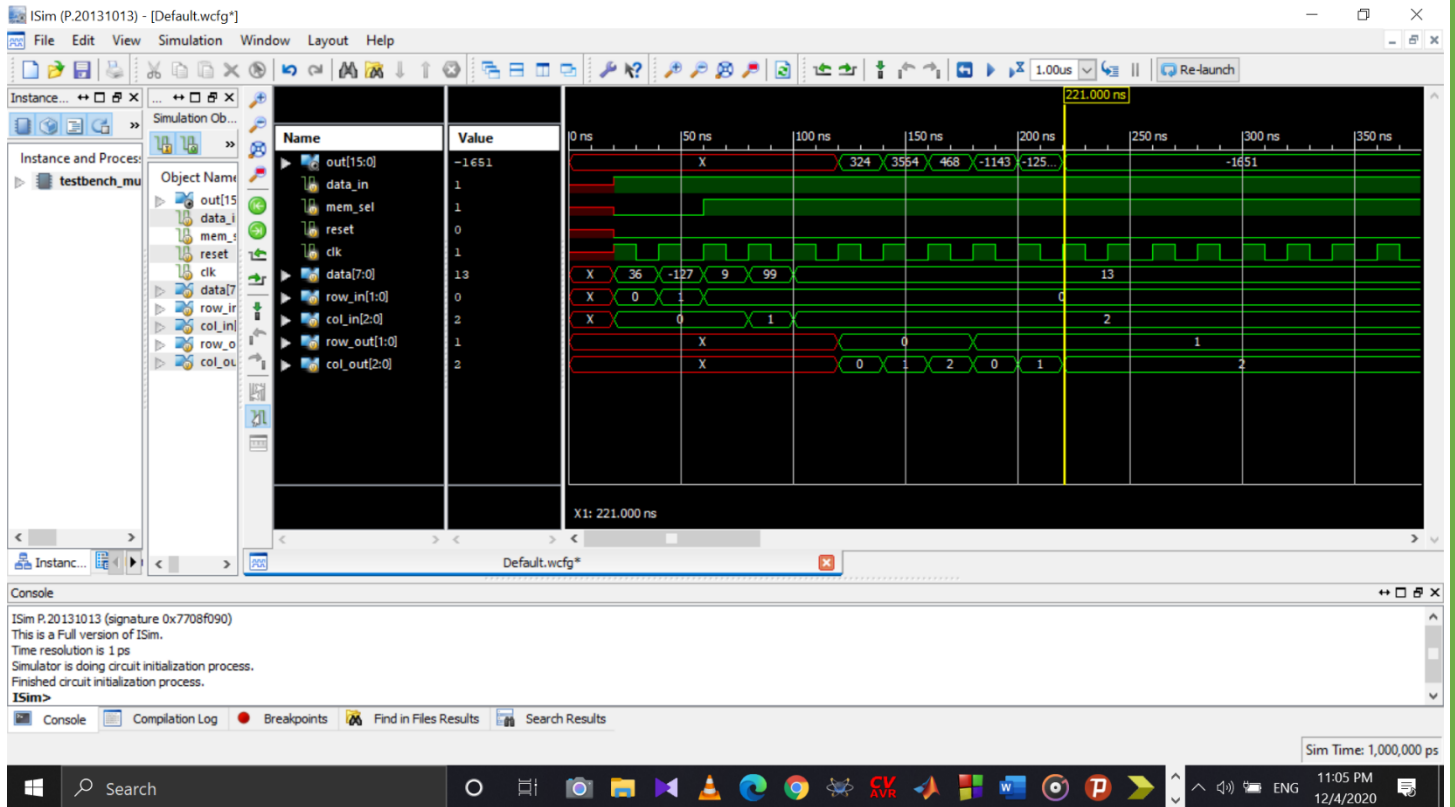 ISim (P.20131013) - [Default.wcfg*]
File Edit View Simulation Window Layout Help
1.00us Re-launch
Instance... ... 221.000 ns
Simulation Ob...
» »
Instance and Process Object Name
testbench_mu
out[15
data_i
mem_s
reset
clk
data[7
row_in
col_in[
row_o
col_ou
Name Value 0 ns 50 ns 100 ns 150 ns 200 ns 250 ns 300 ns 350 ns
out[15:0] -1651 X 324 3564 468 -1143 -125... -1651
data_in 1
mem_sel 1
reset 0
clk 1
data[7:0] 13 X 36 -127 9 99 13
row_in[1:0] 0 X 0 1 0
col_in[2:0] 2 X 0 1 2
row_out[1:0] 1 X 0 1
col_out[2:0] 2 X 0 1 2 0 1 2
X1: 221.000 ns
Instanc... Default.wcfg*
Console
ISim P.20131013 (signature 0x7708f090)
This is a Full version of ISim.
Time resolution is 1 ps
Simulator is doing circuit initialization process.
Finished circuit initialization process.
ISim>
Console Compilation Log Breakpoints Find in Files Results Search Results
Sim Time: 1,000,000 ps
Search CV AVR ENG 11:05 PM
12/4/2020